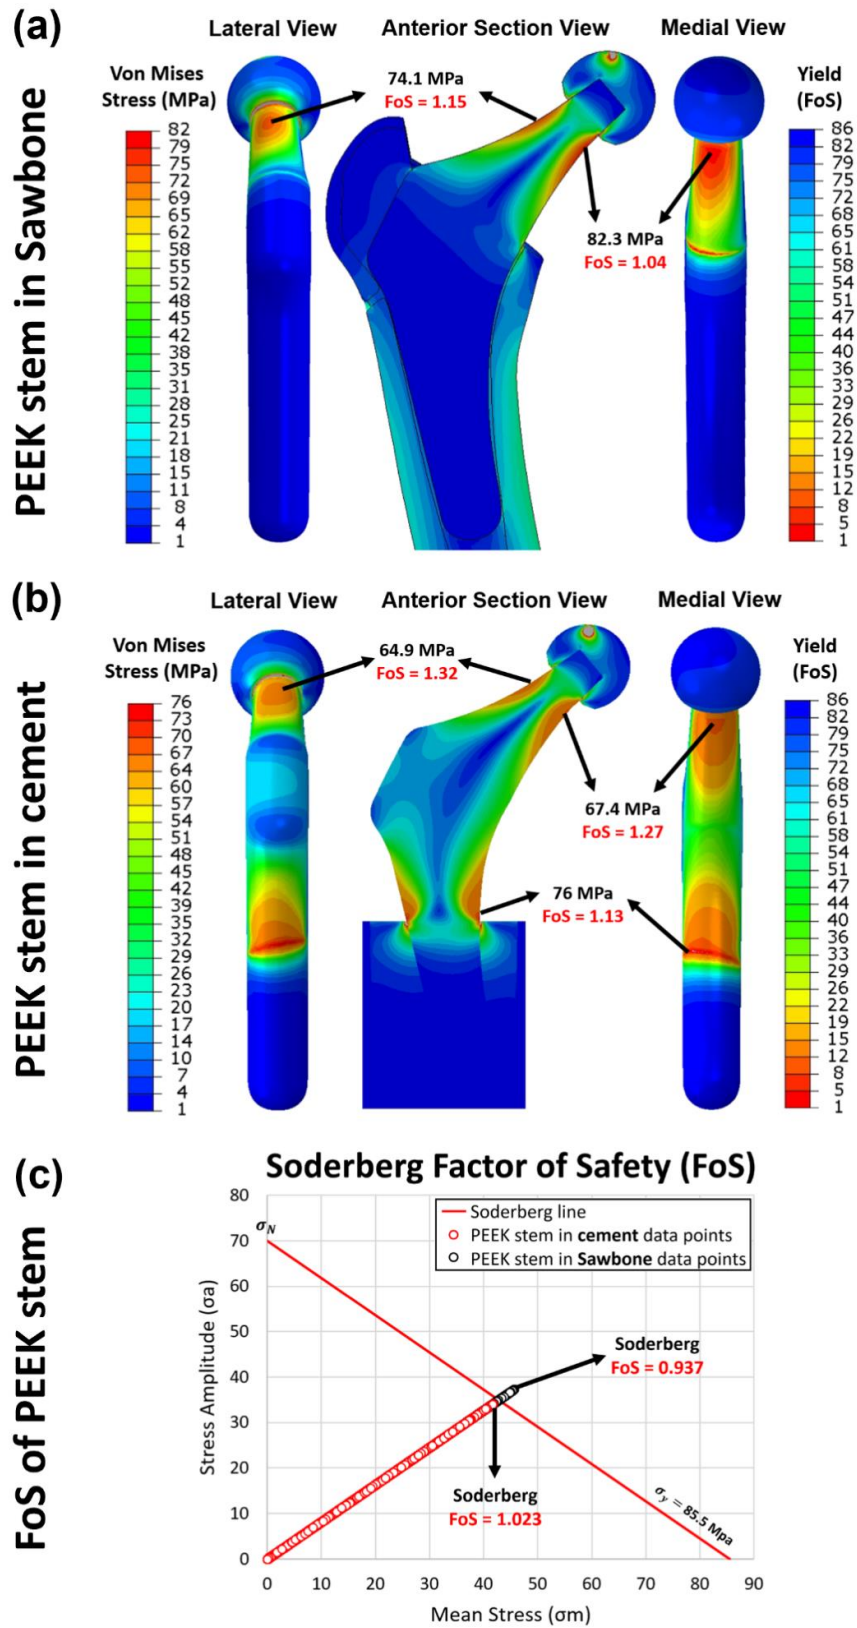 (a)
PEEK stem in Sawbone
Lateral View
Anterior Section View
Medial View
Von Mises
Stress (MPa)
82
79
75
72
69
65
62
58
55
52
48
45
42
38
35
31
28
25
21
18
15
11
8
4
1
74.1 MPa
FoS = 1.15
82.3 MPa
FoS = 1.04
Yield
(FoS)
86
82
79
75
72
68
65
61
58
54
51
47
44
40
36
33
29
26
22
19
15
12
8
5
1
(b)
PEEK stem in cement
Lateral View
Anterior Section View
Medial View
Von Mises
Stress (MPa)
76
73
70
67
64
60
57
54
51
48
45
42
39
35
32
29
26
23
20
17
14
10
7
4
1
64.9 MPa
FoS = 1.32
67.4 MPa
FoS = 1.27
76 MPa
FoS = 1.13
Yield
(FoS)
86
82
79
75
72
68
65
61
58
54
51
47
44
40
36
33
29
26
22
19
15
12
8
5
1
(c)
FoS of PEEK stem
Soderberg Factor of Safety (FoS)
Stress Amplitude (σa)
80
70
60
50
40
30
20
10
0
σN
Soderberg line
PEEK stem in cement data points
PEEK stem in Sawbone data points
Soderberg
FoS = 0.937
Soderberg
FoS = 1.023
σy = 85.5 Mpa
0 10 20 30 40 50 60 70 80 90
Mean Stress (σm)